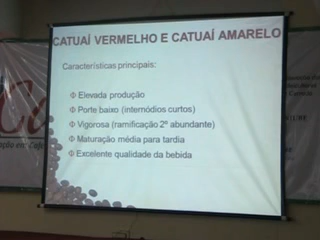 CATUAÍ VERMELHO E CATUAÍ AMARELO
Características principais:
Φ Elevada produção
Φ Porte baixo (internódios curtos)
Φ Vigorosa (ramificação 2º abundante)
Φ Maturação média para tardia
Φ Excelente qualidade da bebida